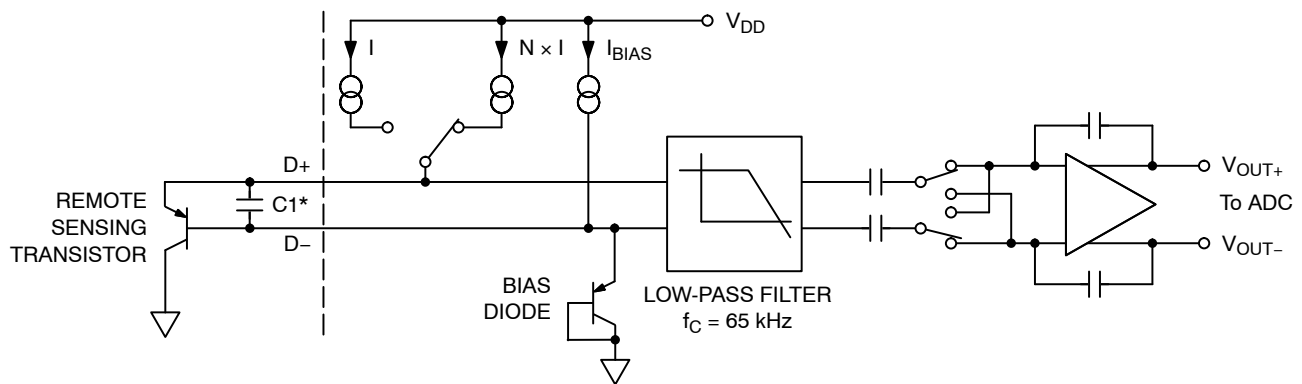 V_DD
I
N × I
I_BIAS
D+
C1*
D−
REMOTE
SENSING
TRANSISTOR
BIAS
DIODE
LOW-PASS FILTER
f_C = 65 kHz
V_OUT+
To ADC
V_OUT−